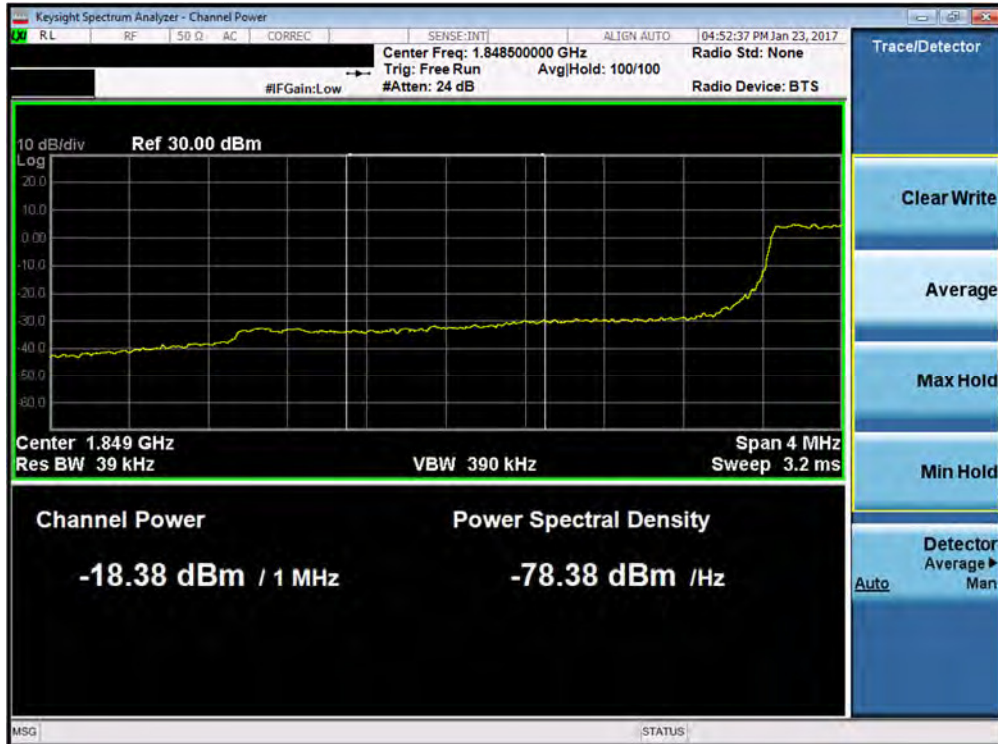 Keysight Spectrum Analyzer - Channel Power
LXI RL RF 50 Ω AC CORREC SENSE:INT ALIGN AUTO 04:52:37 PM Jan 23, 2017
Center Freq: 1.848500000 GHz Radio Std: None
Trig: Free Run Avg|Hold: 100/100
#IFGain:Low #Atten: 24 dB Radio Device: BTS
Trace/Detector
10 dB/div Ref 30.00 dBm
Log
20.0
10.0
0.00
-10.0
-20.0
-30.0
-40.0
-50.0
-60.0
Center 1.849 GHz Span 4 MHz
Res BW 39 kHz VBW 390 kHz Sweep 3.2 ms
Channel Power Power Spectral Density
-18.38 dBm / 1 MHz -78.38 dBm /Hz
Clear Write
Average
Max Hold
Min Hold
Detector
Average
Auto Man
MSG STATUS